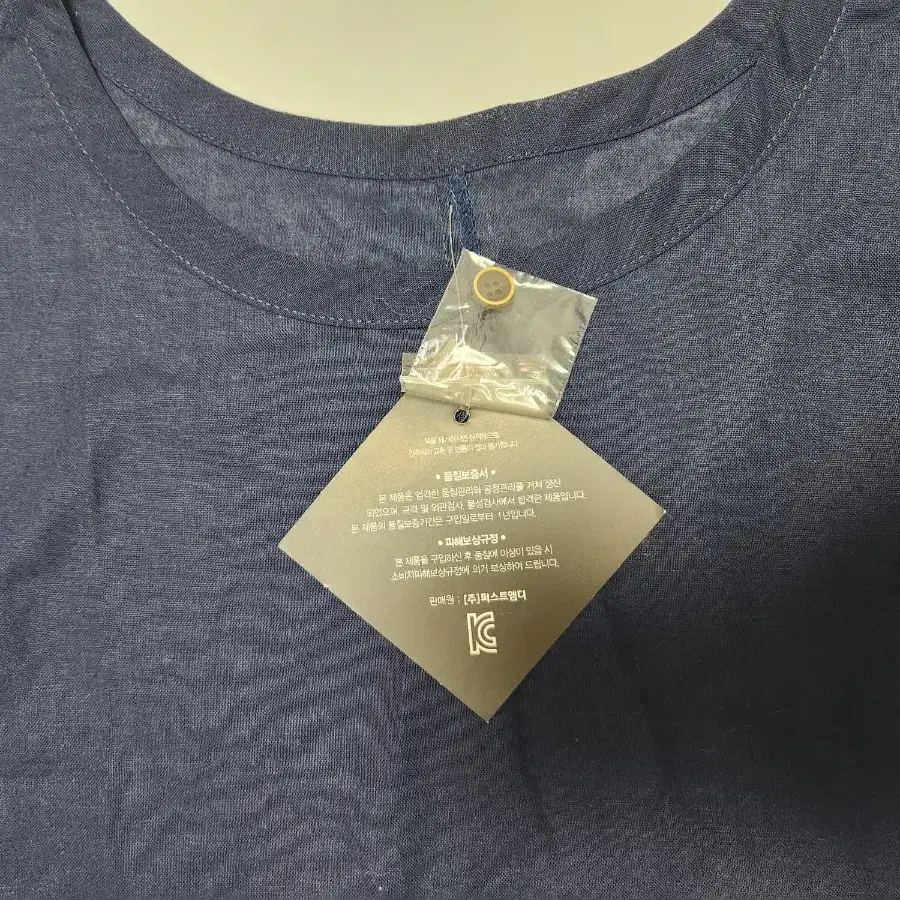 • 품질보증서 •
본 제품은 엄격한 품질관리와 공정관리를 거쳐 생산
되었으며, 규격 및 외관검사, 물성검사에서 합격한 제품입니다.
본 제품의 품질보증기간은 구입일로부터 1년입니다.
• 피해보상규정 •
본 제품을 구입하신 후 품질에 이상이 있을 시
소비자피해보상규정에 의거 보상하여 드립니다.
판매원 : [주]퍼스트엠디
KC